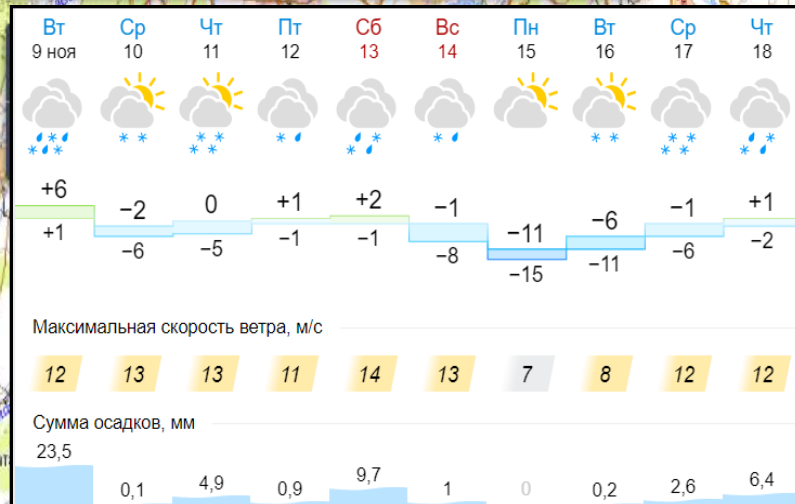 Вт Ср Чт Пт Сб Вс Пн Вт Ср Чт
9 ноя 10 11 12 13 14 15 16 17 18
+6 −2 0 +1 +2 −1 −11 −6 −1 +1
+1 −6 −5 −1 −1 −8 −15 −11 −6 −2
Максимальная скорость ветра, м/с
12 13 13 11 14 13 7 8 12 12
Сумма осадков, мм
23,5 0,1 4,9 0,9 9,7 1 0 0,2 2,6 6,4